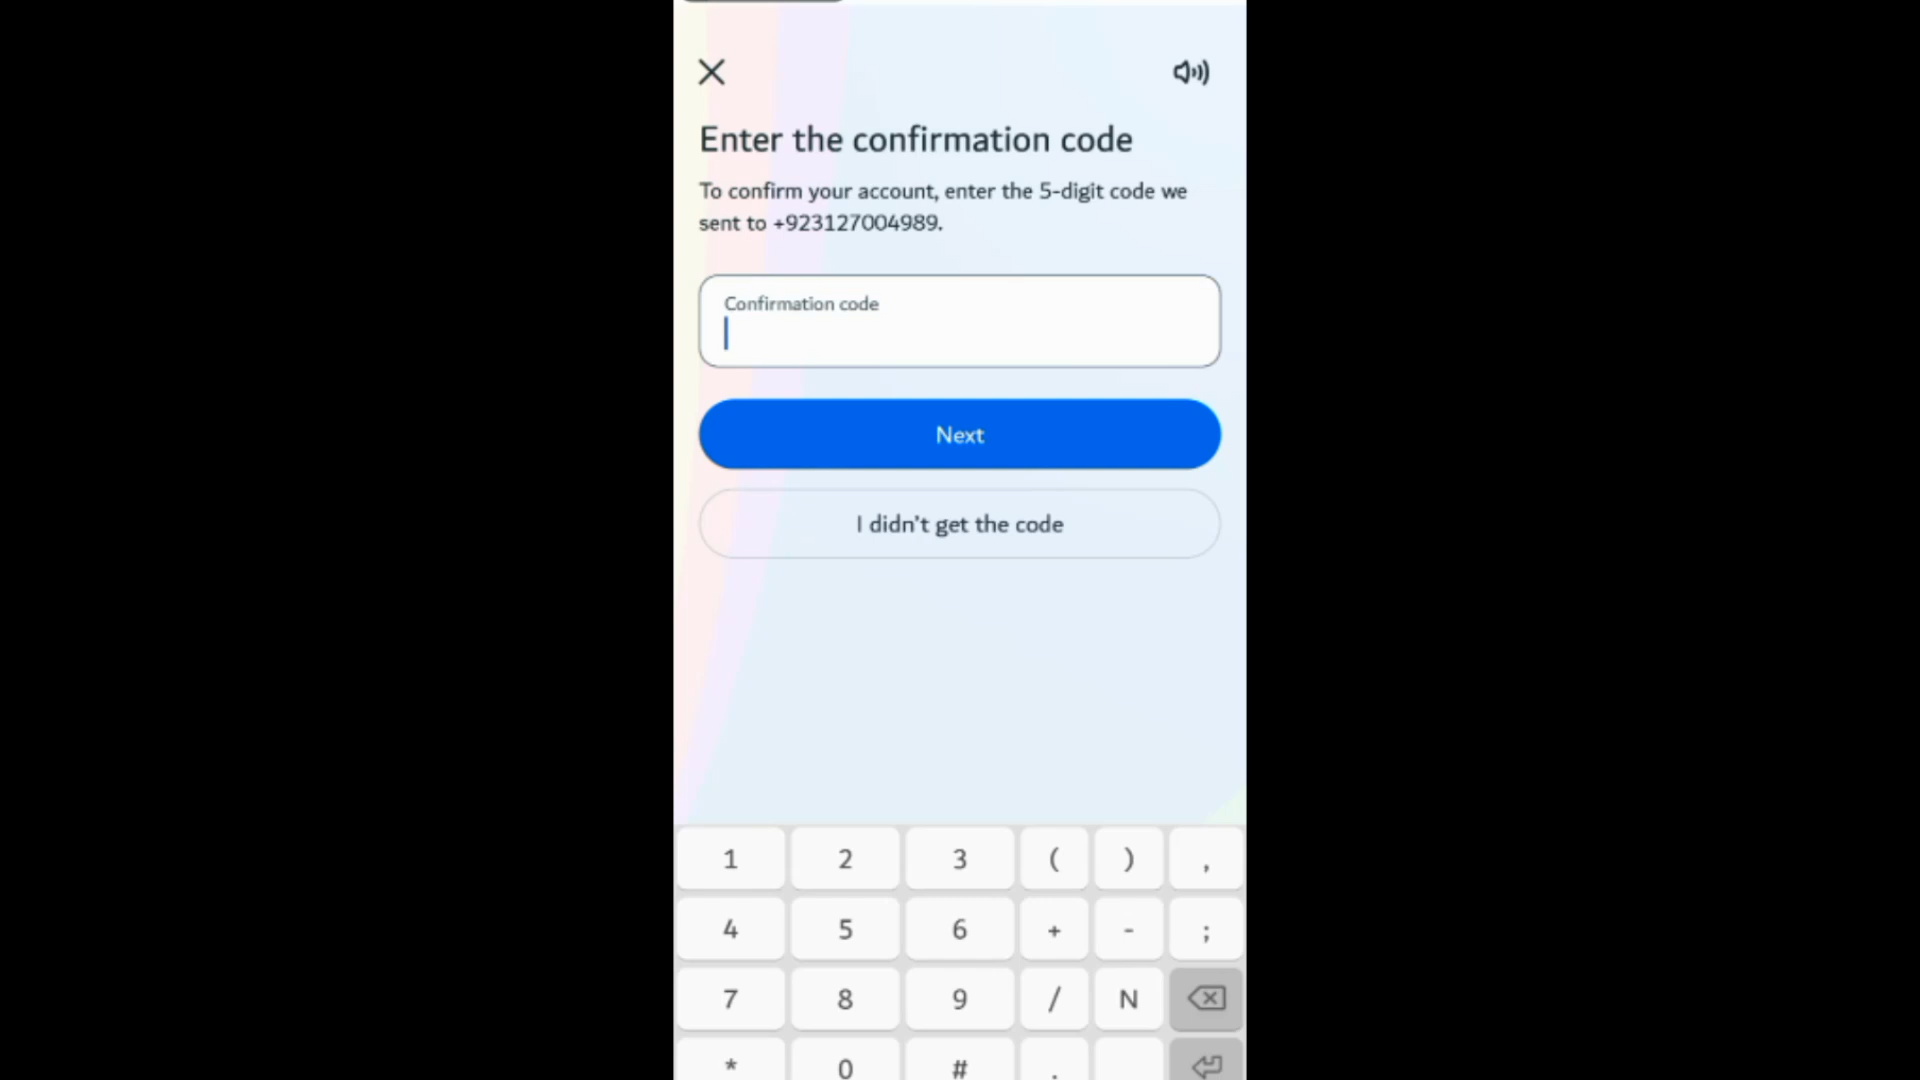 Enter the confirmation code
To confirm your account, enter the 5-digit code we
sent to +923127004989.
Confirmation code
Next
I didn't get the code
1 2 3 ( ) ,
4 5 6 + - ;
7 8 9 / N
* 0 # .